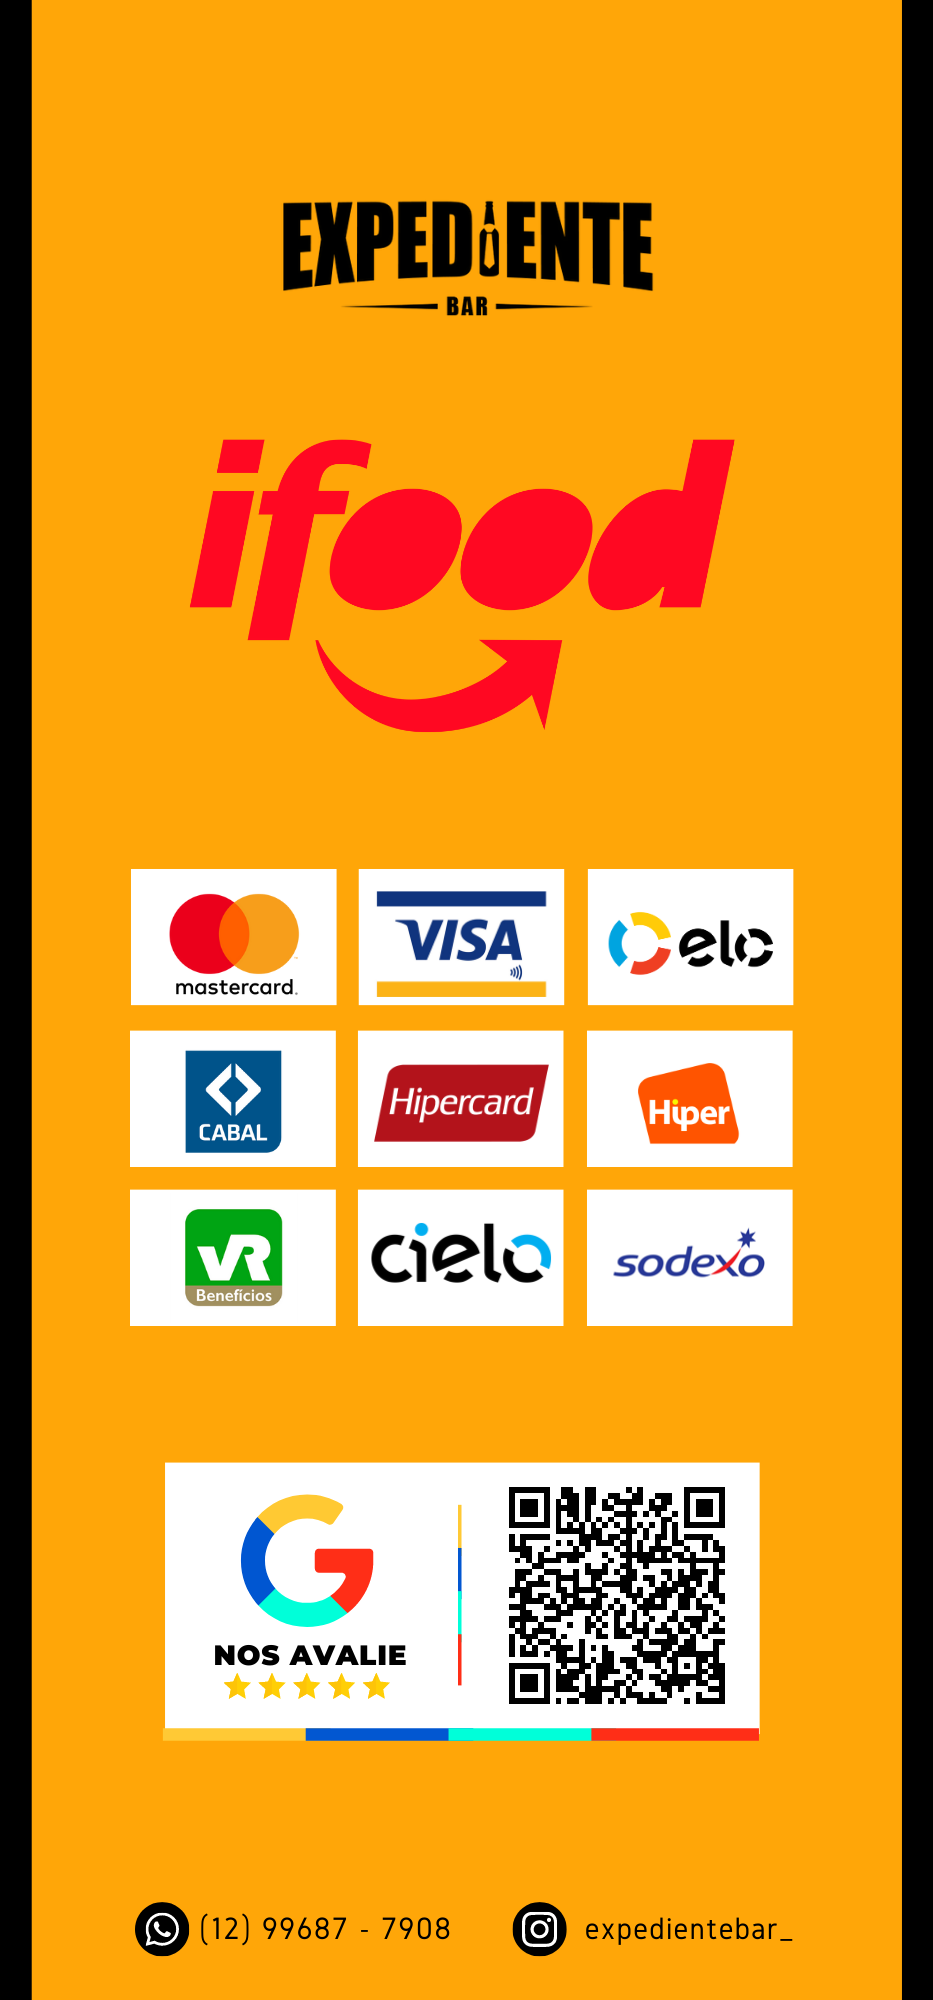 EXPEDIENTE
BAR
ifood
mastercard.
VISA
elo
CABAL
Hipercard
Hiper
VR
Benefícios
cielo
sodexo
G
NOS AVALIE
(12) 99687 - 7908
expedientebar_